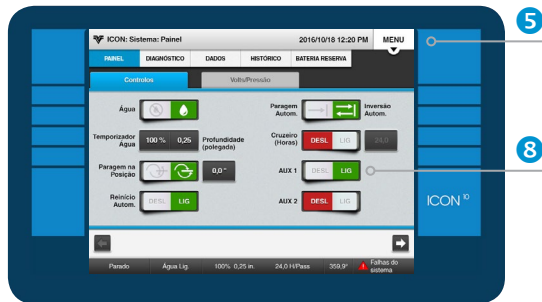 5
ICON: Sistema: Painel 2016/10/18 12:20 PM MENU
PAINEL DIAGNÓSTICO DADOS HISTÓRICO BATERIA RESERVA
Controlos Volts/Pressão
Água
Paragem Autom.
Inversão Autom.
Temporizador Água
100 % 0,25
Profundidade (polegada)
Cruzeiro (Horas)
DESL LIG
24,0
8
Paragem na Posição
0,0 °
AUX 1
DESL LIG
Reinício Autom.
DESL LIG
AUX 2
DESL LIG
ICON 10
Parado Água Lig. 100% 0,25 in. 24,0 H/Pass 359,9° Falhas do sistema